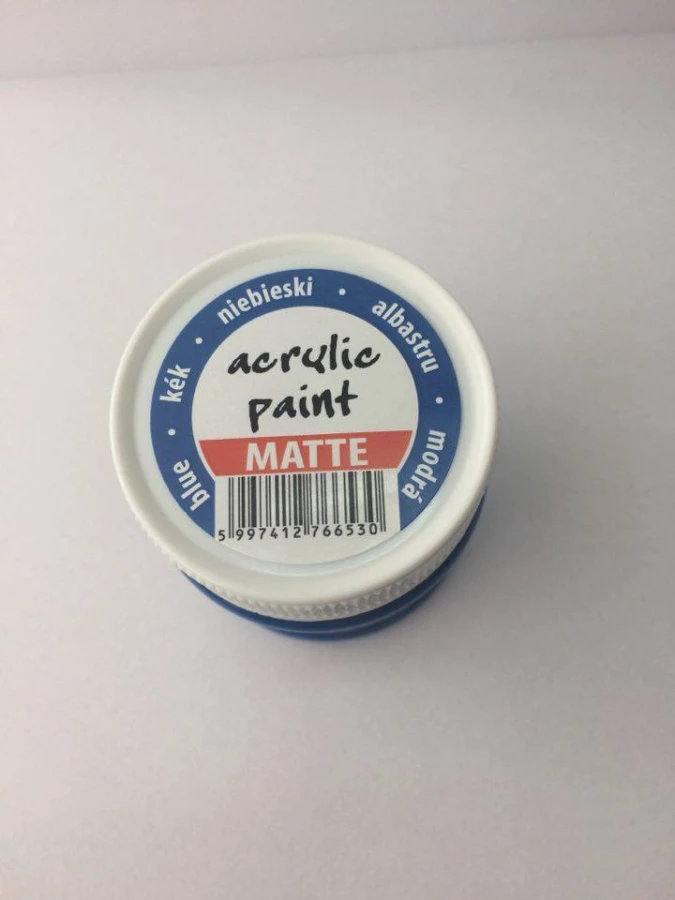 blue • kék • niebieski • albastru • modrá
acrylic
paint
MATTE
5 997412 766530